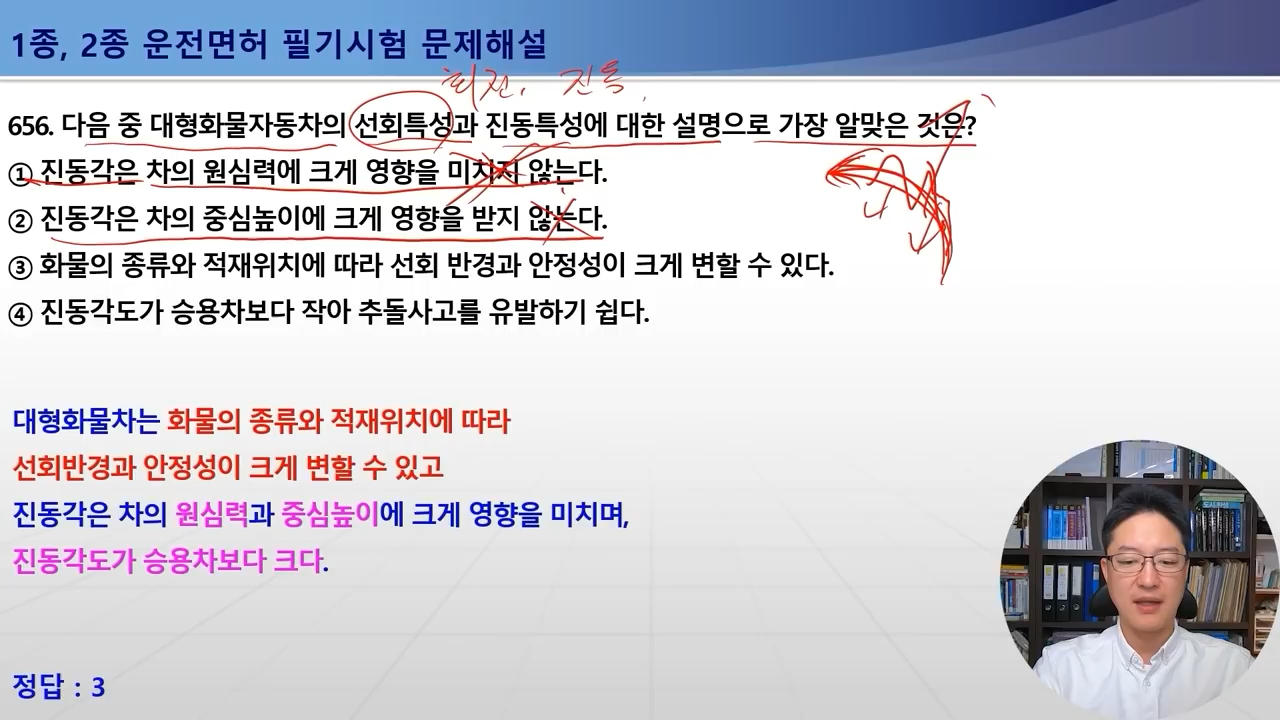 1종, 2종 운전면허 필기시험 문제해설
회전, 진동
656. 다음 중 대형화물자동차의 선회특성과 진동특성에 대한 설명으로 가장 알맞은 것은?
① 진동각은 차의 원심력에 크게 영향을 미치지 않는다.
② 진동각은 차의 중심높이에 크게 영향을 받지 않는다.
③ 화물의 종류와 적재위치에 따라 선회 반경과 안정성이 크게 변할 수 있다.
④ 진동각도가 승용차보다 작아 추돌사고를 유발하기 쉽다.
대형화물차는 화물의 종류와 적재위치에 따라
선회반경과 안정성이 크게 변할 수 있고
진동각은 차의 원심력과 중심높이에 크게 영향을 미치며,
진동각도가 승용차보다 크다.
정답 : 3